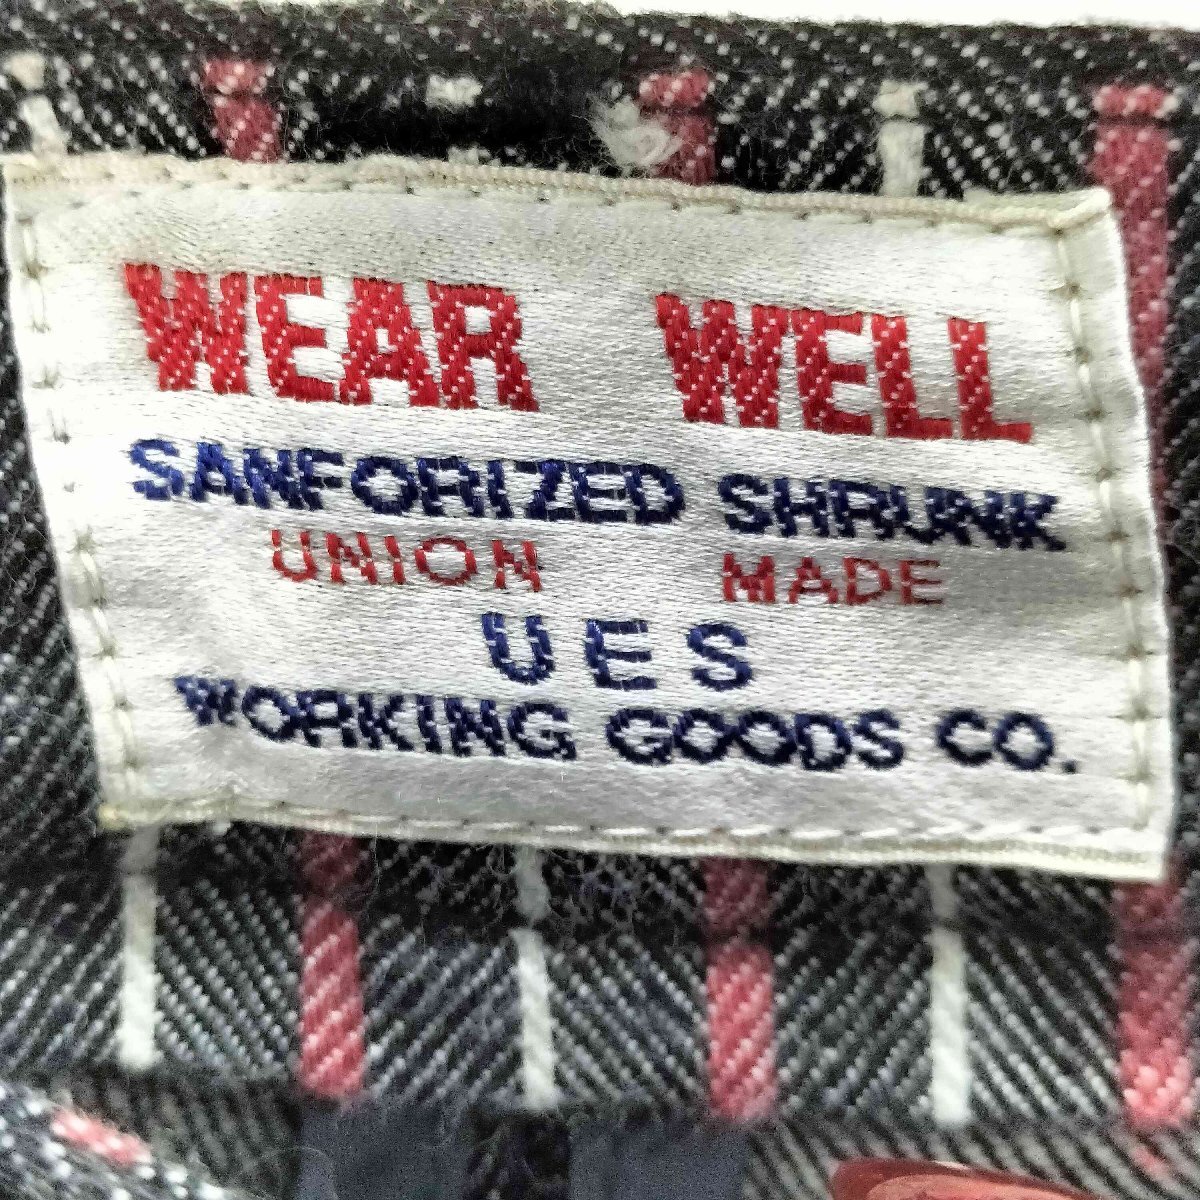 WEAR WELL
SANFORIZED SHRUNK
UNION MADE
UES
WORKING GOODS CO.